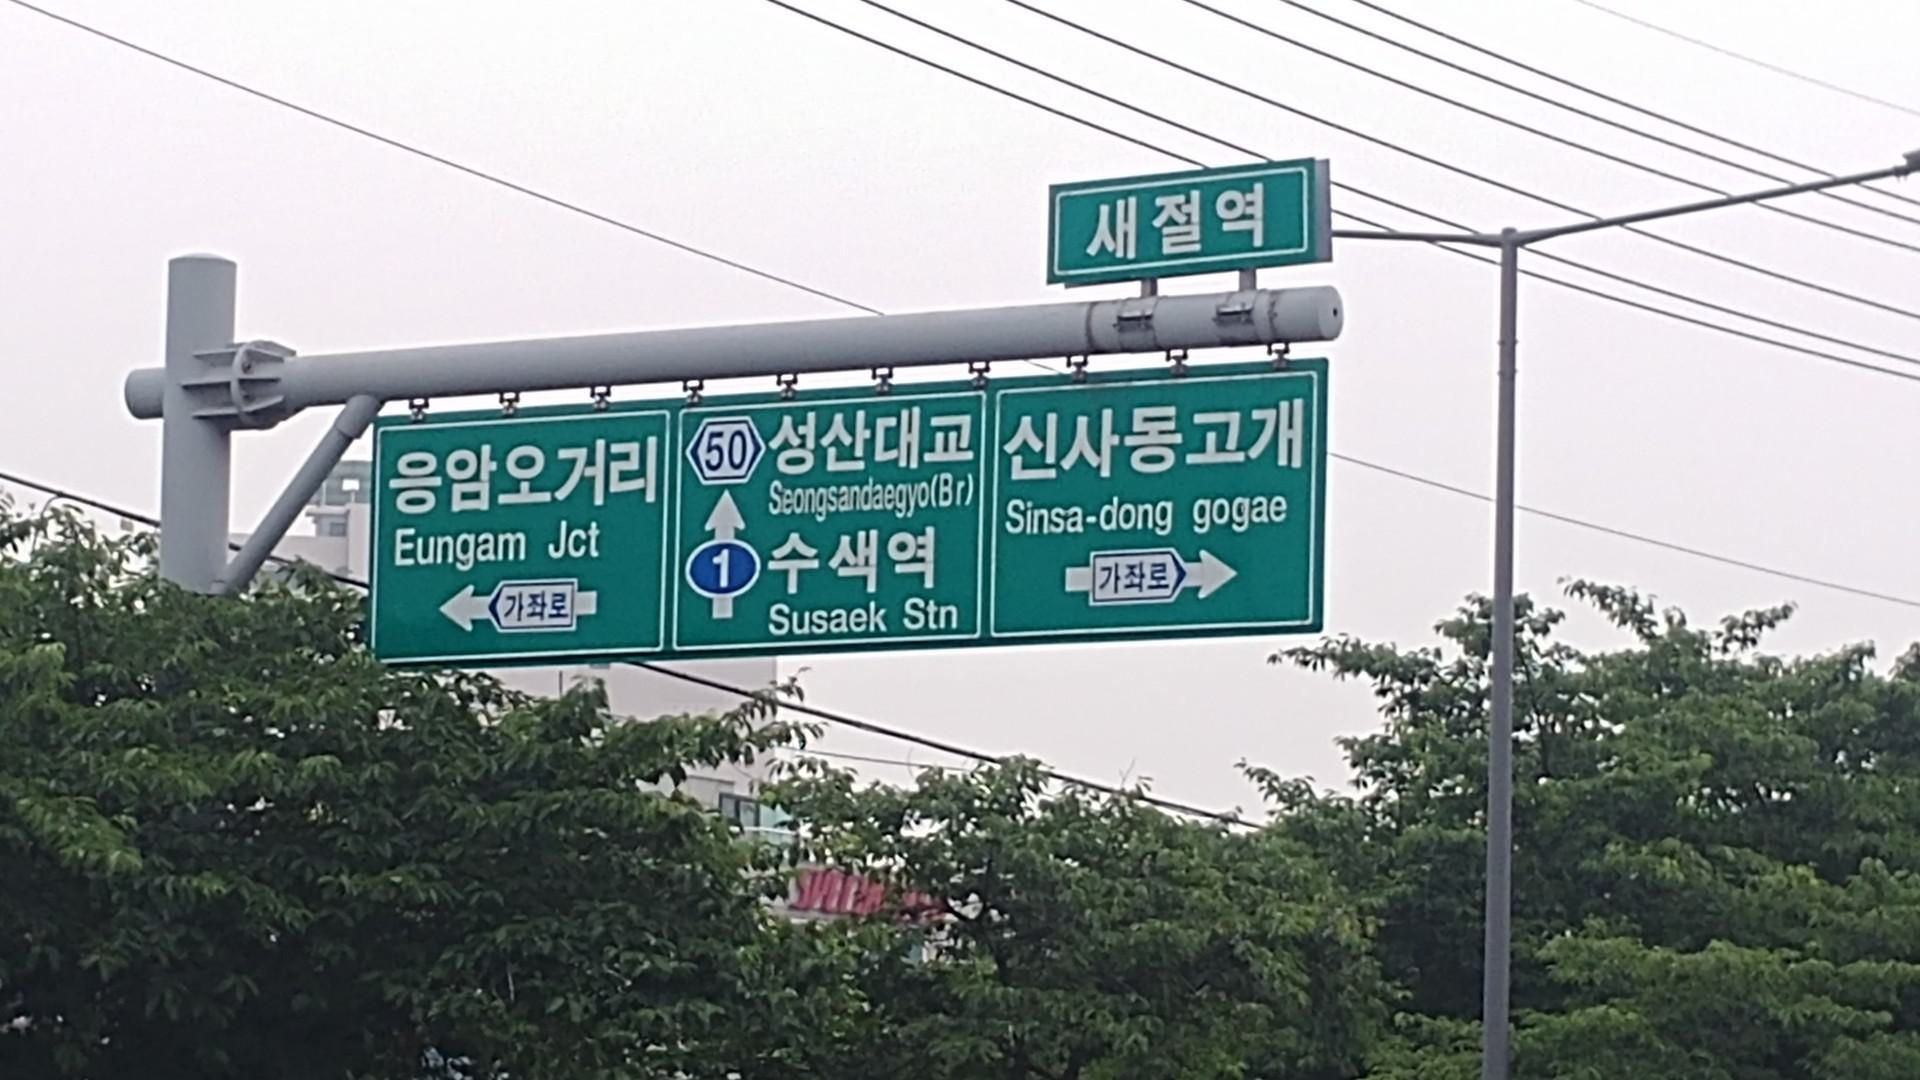 새절역
응암오거리
Eungam Jct
가좌로
50
성산대교
Seongsandaegyo(Br)
1
수색역
Susaek Stn
신사동고개
Sinsa-dong gogae
가좌로